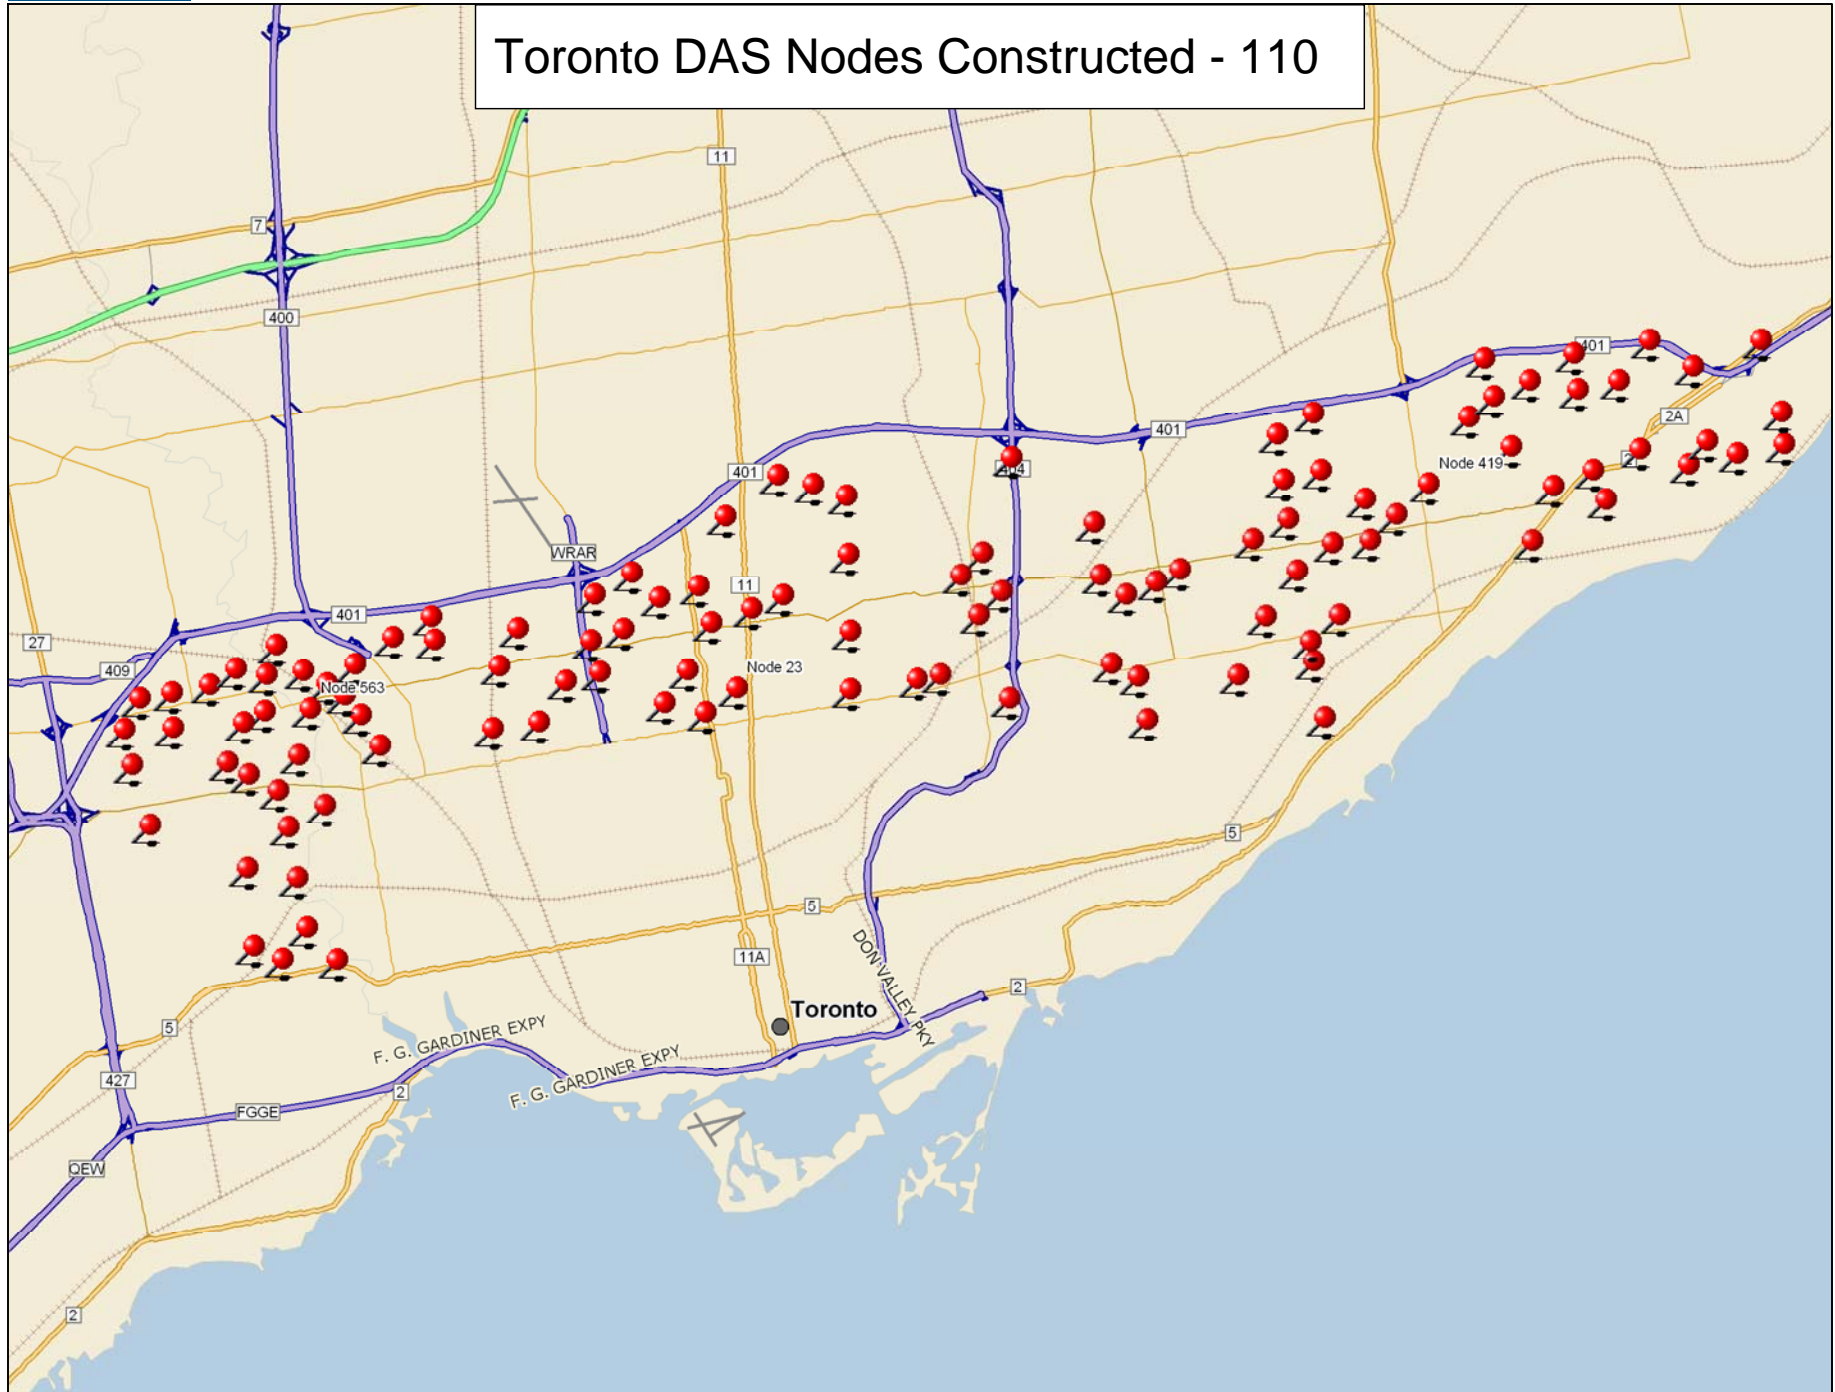 Toronto DAS Nodes Constructed - 110
11
7
400
401
401
2A
401
401
404
Node 419
2
WRAR
11
401
27
409
Node 23
Node 563
5
5
11A
DON VALLEY PKY
2
Toronto
5
F. G. GARDINER EXPY
F. G. GARDINER EXPY
427
2
FGGE
QEW
2